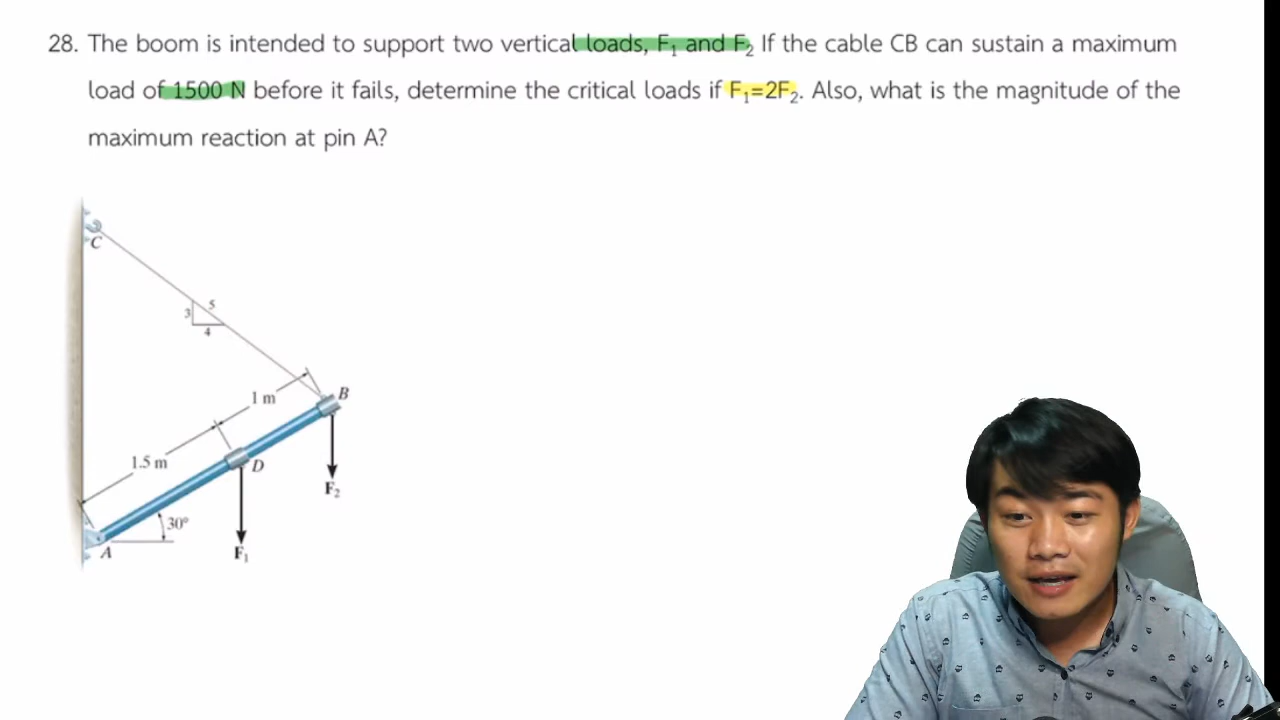 28. The boom is intended to support two vertical loads, F₁ and F₂ If the cable CB can sustain a maximum
load of 1500 N before it fails, determine the critical loads if F₁=2F₂. Also, what is the magnitude of the
maximum reaction at pin A?
C
3
5
4
1 m
B
1.5 m
D
F₂
30°
A
F₁